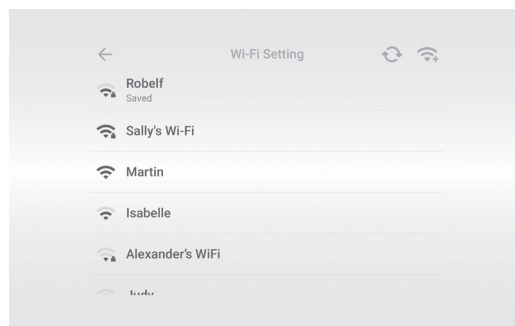 Wi-Fi Setting
Robelf
Saved
Sally's Wi-Fi
Martin
Isabelle
Alexander's WiFi